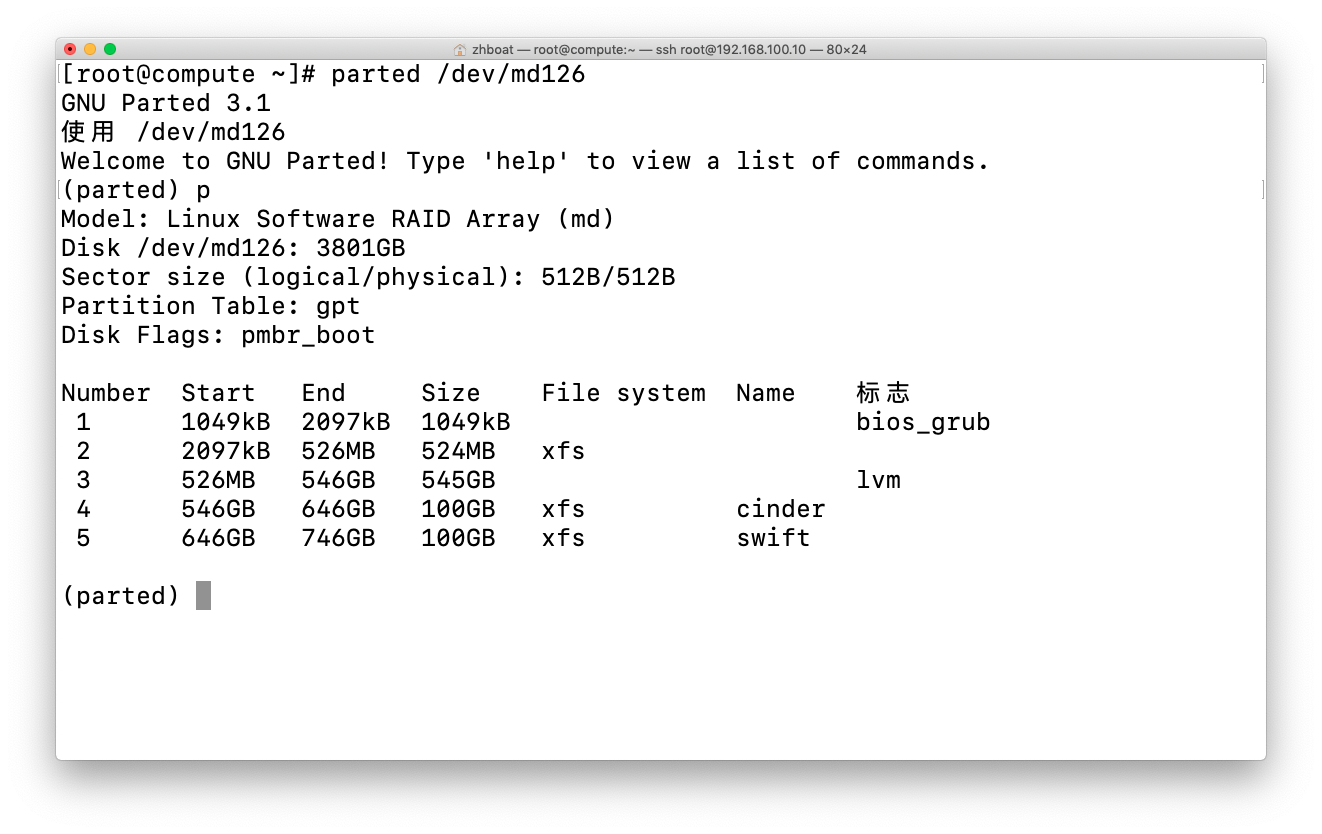 zhboat — root@compute:~ — ssh root@192.168.100.10 — 80×24
[root@compute ~]# parted /dev/md126
GNU Parted 3.1
使用 /dev/md126
Welcome to GNU Parted! Type 'help' to view a list of commands.
(parted) p
Model: Linux Software RAID Array (md)
Disk /dev/md126: 3801GB
Sector size (logical/physical): 512B/512B
Partition Table: gpt
Disk Flags: pmbr_boot
Number  Start   End     Size    File system  Name    标志
 1      1049kB  2097kB  1049kB                       bios_grub
 2      2097kB  526MB   524MB   xfs
 3      526MB   546GB   545GB                        lvm
 4      546GB   646GB   100GB   xfs          cinder
 5      646GB   746GB   100GB   xfs          swift
(parted)